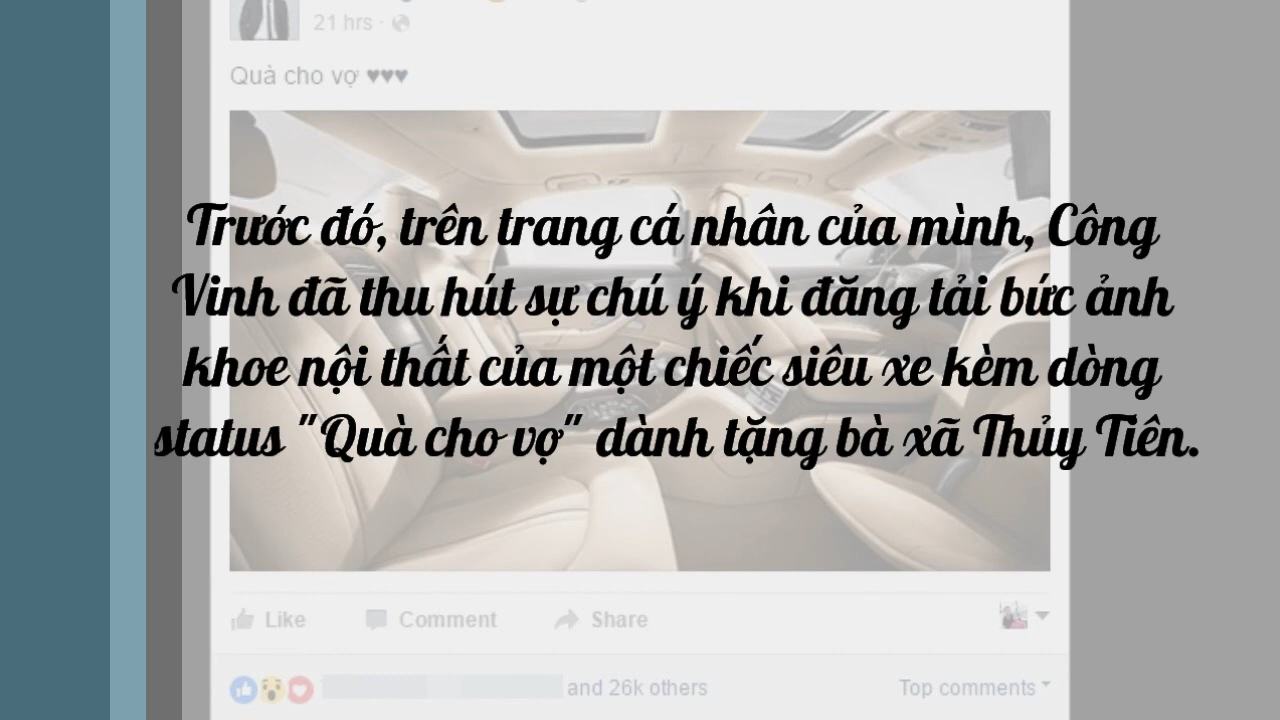 21 hrs ·
Quà cho vợ ♥♥♥
Trước đó, trên trang cá nhân của mình, Công
Vinh đã thu hút sự chú ý khi đăng tải bức ảnh
khoe nội thất của một chiếc siêu xe kèm dòng
status "Quà cho vợ" dành tặng bà xã Thủy Tiên.
Like Comment Share
and 26k others Top comments